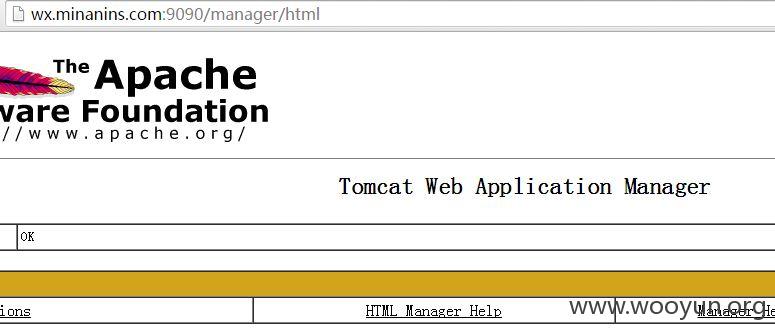 wx.minanins.com:9090/manager/html
The Apache
ware Foundation
//www.apache.org/
Tomcat Web Application Manager
OK
ions HTML Manager Help Manager He
www.wooyun.org